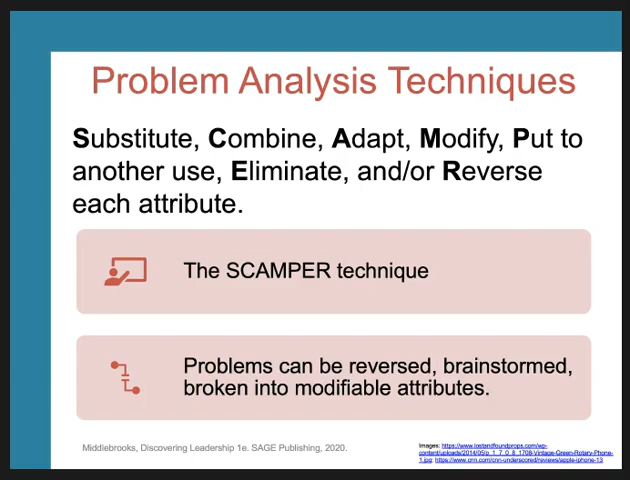 Problem Analysis Techniques
Substitute, Combine, Adapt, Modify, Put to
another use, Eliminate, and/or Reverse
each attribute.
The SCAMPER technique
Problems can be reversed, brainstormed,
broken into modifiable attributes.
Middlebrooks, Discovering Leadership 1e. SAGE Publishing, 2020.
Images: https://www.lostandfoundprops.com/wp-
content/uploads/2014/05/o_1_7_0_8_1708-Vintage-Green-Rotary-Phone-
1.jpg; https://www.cnn.com/cnn-underscored/reviews/apple-iphone-13